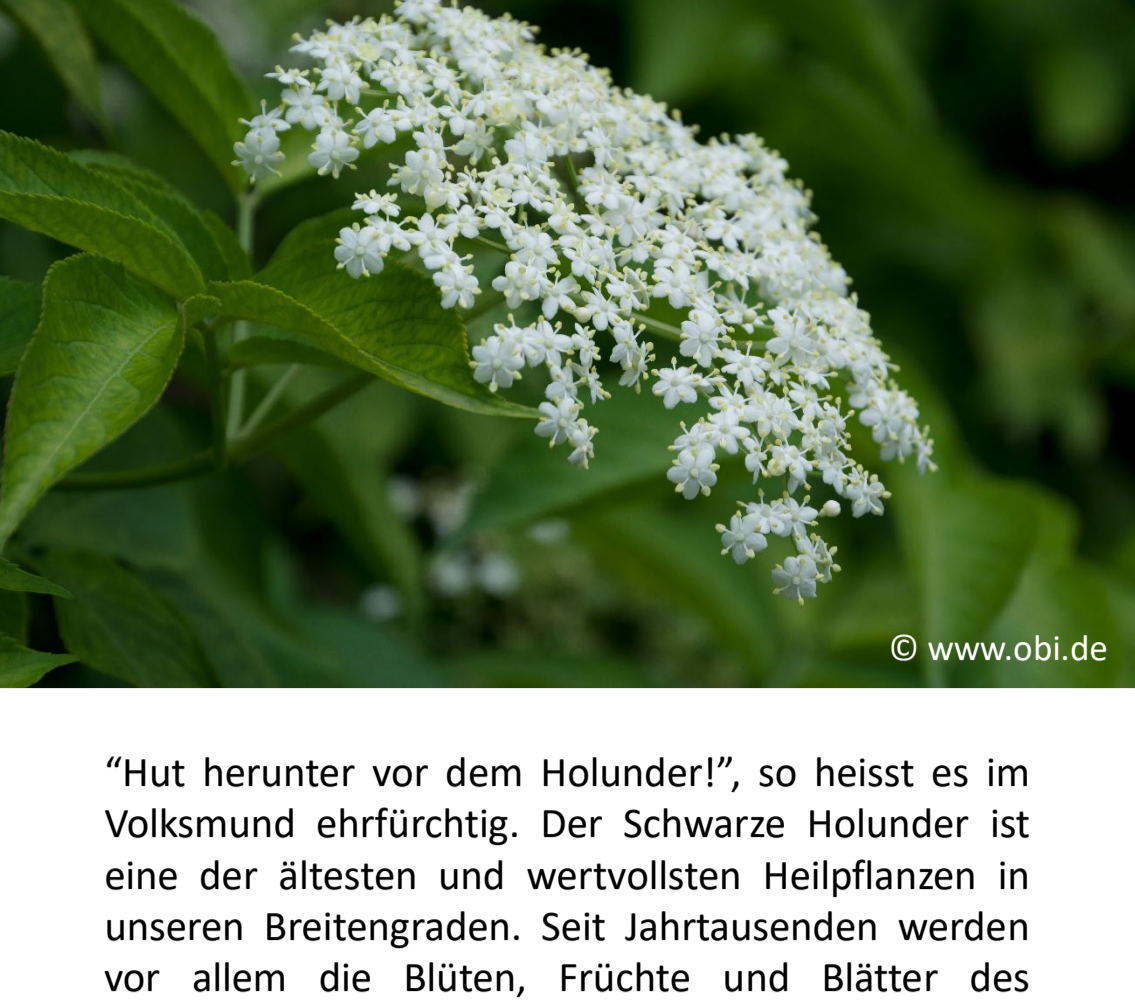 © www.obi.de
“Hut herunter vor dem Holunder!”, so heisst es im
Volksmund ehrfürchtig. Der Schwarze Holunder ist
eine der ältesten und wertvollsten Heilpflanzen in
unseren Breitengraden. Seit Jahrtausenden werden
vor allem die Blüten, Früchte und Blätter des